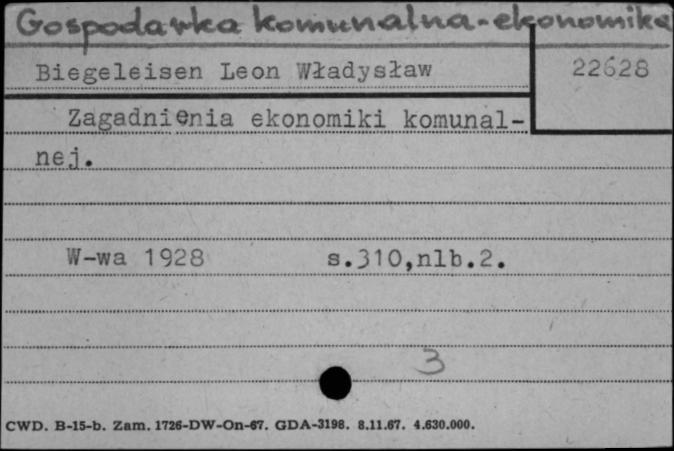 Gospodarka komunalna-ekonomika
Biegeleisen Leon Władysław
22628
Zagadnienia ekonomiki komunal-
nej.
W-wa 1928 s.310,nlb.2.
3
CWD. B-15-b. Zam. 1726-DW-On-67. GDA-3198. 8.11.67. 4.630.000.